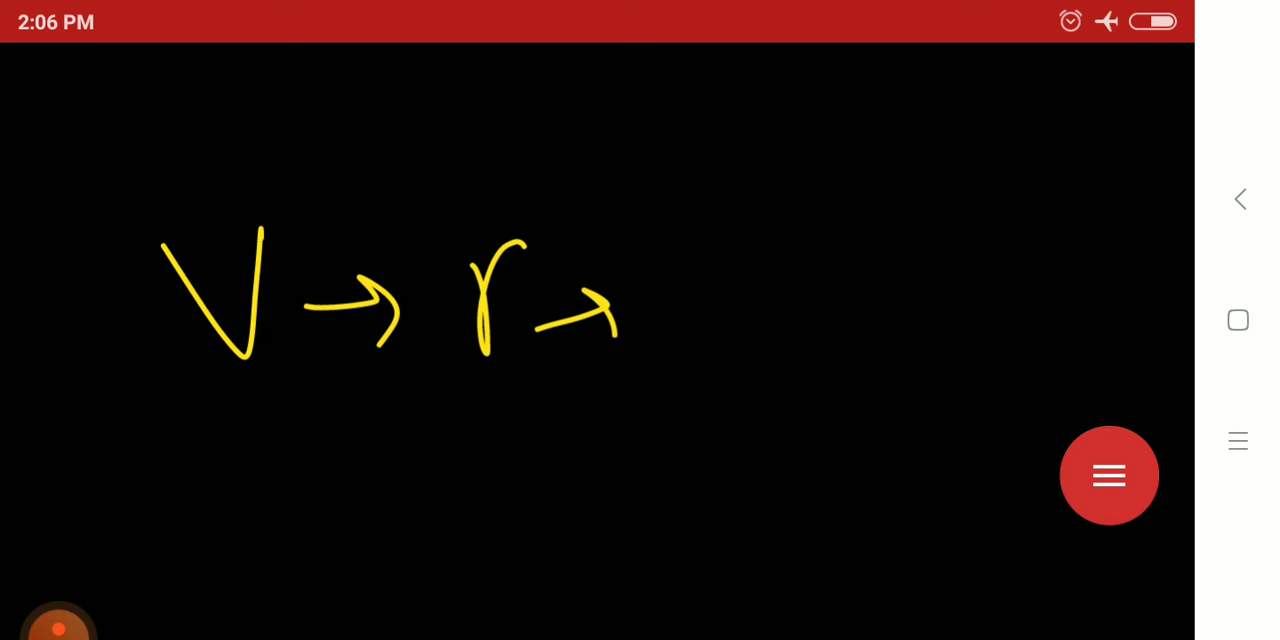 2:06 PM
V → r →